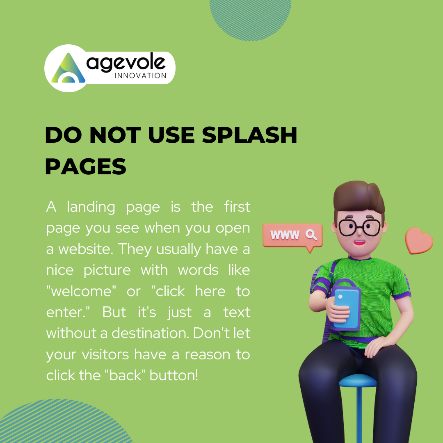 agevole
INNOVATION
DO NOT USE SPLASH
PAGES
A landing page is the first
page you see when you open
a website. They usually have a
nice picture with words like
"welcome" or "click here to
enter." But it's just a text
without a destination. Don't let
your visitors have a reason to
click the "back" button!
WWW